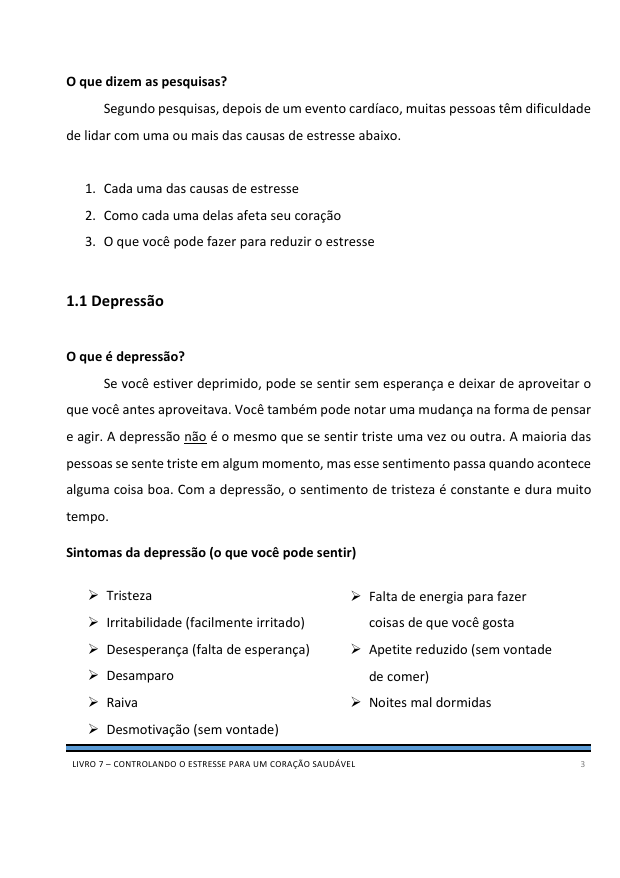 O que dizem as pesquisas?
Segundo pesquisas, depois de um evento cardíaco, muitas pessoas têm dificuldade
de lidar com uma ou mais das causas de estresse abaixo.
1. Cada uma das causas de estresse
2. Como cada uma delas afeta seu coração
3. O que você pode fazer para reduzir o estresse
1.1 Depressão
O que é depressão?
Se você estiver deprimido, pode se sentir sem esperança e deixar de aproveitar o
que você antes aproveitava. Você também pode notar uma mudança na forma de pensar
e agir. A depressão não é o mesmo que se sentir triste uma vez ou outra. A maioria das
pessoas se sente triste em algum momento, mas esse sentimento passa quando acontece
alguma coisa boa. Com a depressão, o sentimento de tristeza é constante e dura muito
tempo.
Sintomas da depressão (o que você pode sentir)
➢ Tristeza
➢ Irritabilidade (facilmente irritado)
➢ Desesperança (falta de esperança)
➢ Desamparo
➢ Raiva
➢ Desmotivação (sem vontade)
➢ Falta de energia para fazer
coisas de que você gosta
➢ Apetite reduzido (sem vontade
de comer)
➢ Noites mal dormidas
LIVRO 7 – CONTROLANDO O ESTRESSE PARA UM CORAÇÃO SAUDÁVEL
3